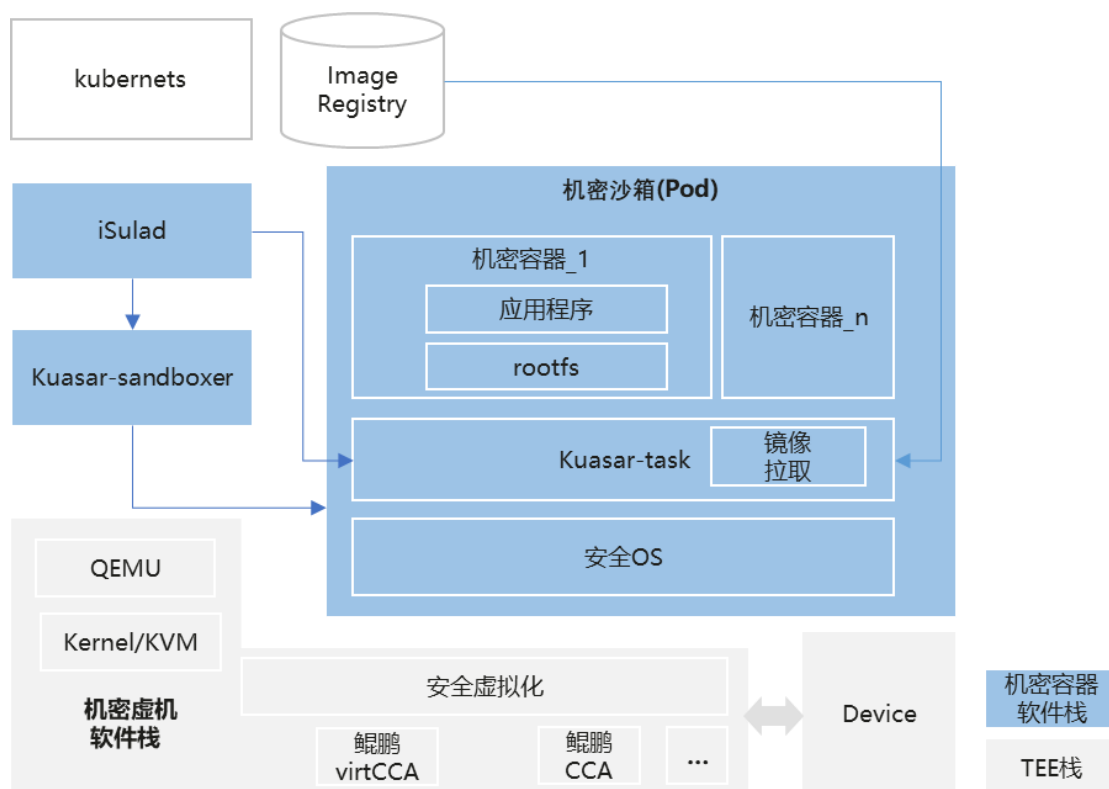 kubernets
Image
Registry
机密沙箱(Pod)
iSulad
机密容器_1
应用程序
机密容器_n
rootfs
Kuasar-sandboxer
Kuasar-task
镜像
拉取
安全OS
QEMU
Kernel/KVM
机密虚机
软件栈
安全虚拟化
鲲鹏
virtCCA
鲲鹏
CCA
...
Device
机密容器
软件栈
TEE栈